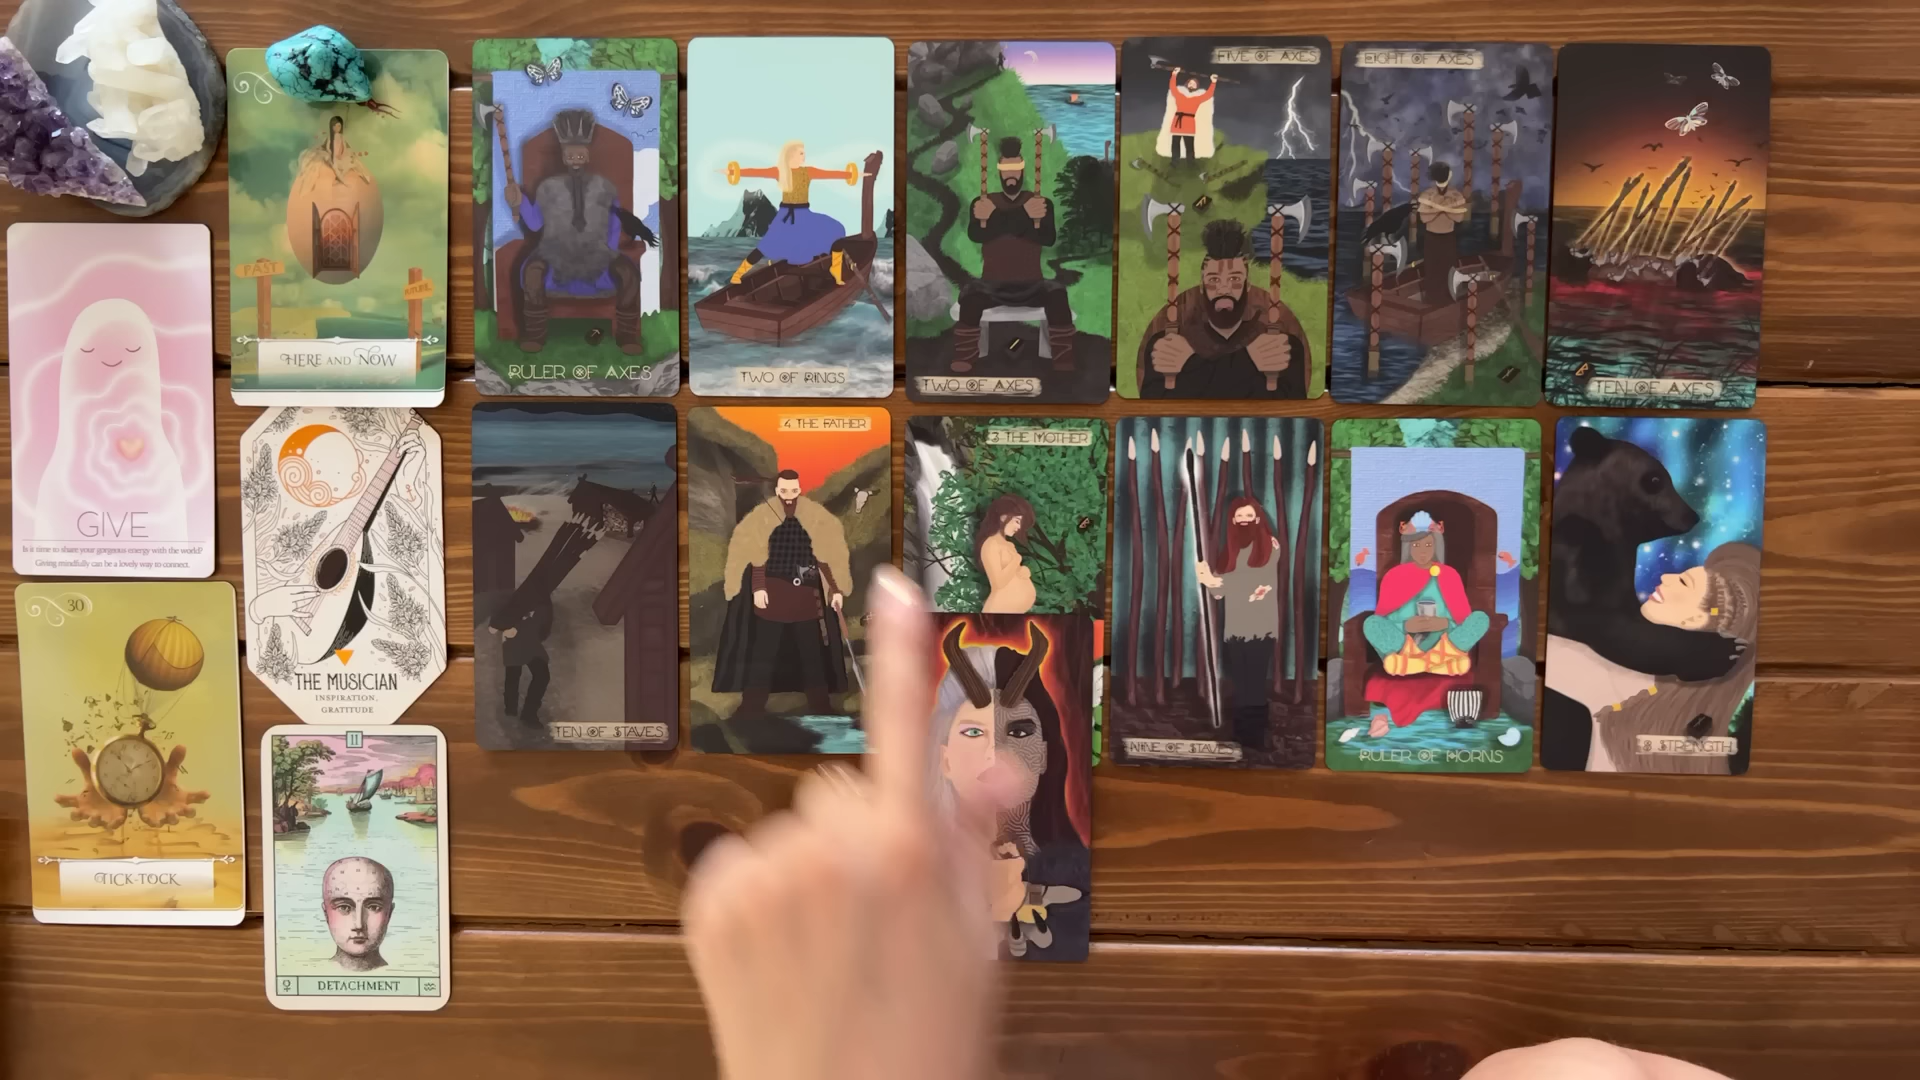 PAST
FUTURE
HERE AND NOW
RULER OF AXES
TWO OF RINGS
TWO OF AXES
FIVE OF AXES
EIGHT OF AXES
TEN OF AXES
GIVE
Is it time to share your gorgeous energy with the world?
Giving mindfully can be a lovely way to connect.
THE MUSICIAN
INSPIRATION,
GRATITUDE
TEN OF STAVES
4 THE FATHER
3 THE MOTHER
NINE OF STAVES
RULER OF HORNS
8 STRENGTH
30
TICK-TOCK
11
DETACHMENT